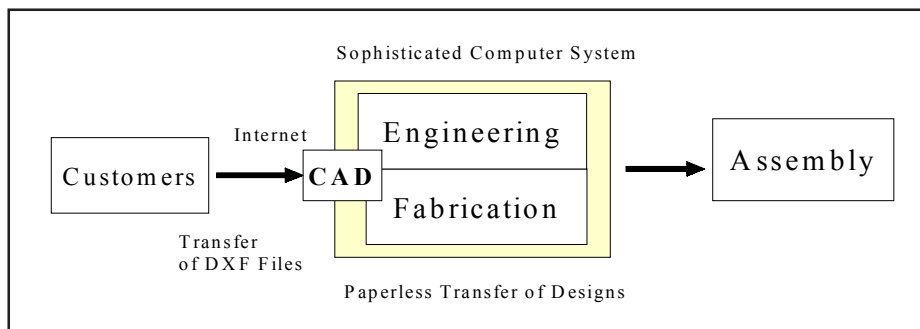 Sophisticated Computer System
Internet
Engineering
Customers
CAD
Assembly
Fabrication
Transfer
of DXF Files
Paperless Transfer of Designs